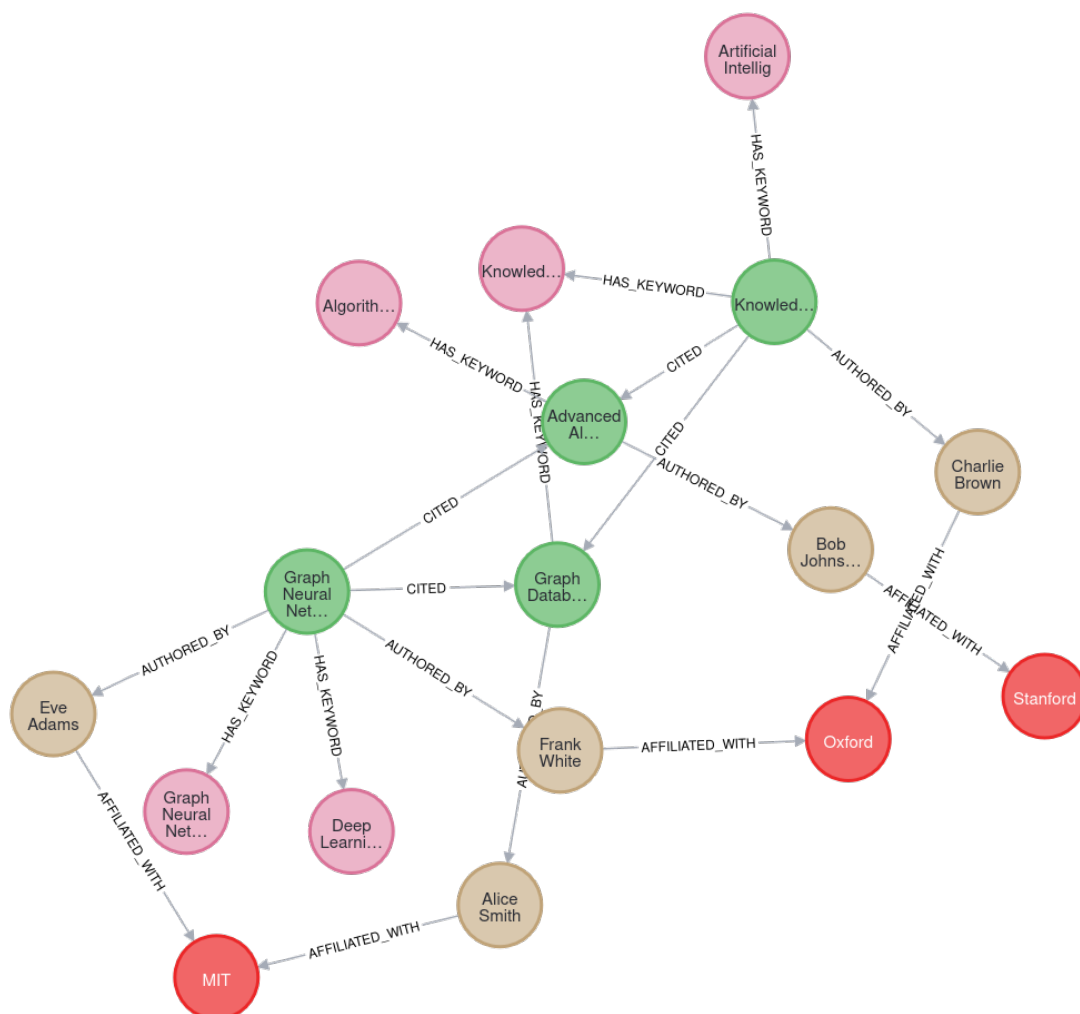 Artificial
Intellig
HAS_KEYWORD
Knowled...
HAS_KEYWORD
Knowled...
Algorith...
HAS_KEYWORD
CITED
AUTHORED_BY
HAS_KEYWORD
Advanced
Al...
CITED
AUTHORED_BY
Charlie
Brown
CITED
Bob
Johns...
Graph
Neural
Net...
CITED
Graph
Datab...
AFFILIATED_WITH
AFFILIATED_WITH
AUTHORED_BY
HAS_KEYWORD
HAS_KEYWORD
AUTHORED_BY
Eve
Adams
Stanford
Frank
White
AFFILIATED_WITH
Oxford
AFFILIATED_WITH
Graph
Neural
Net...
Deep
Learni...
Alice
Smith
AFFILIATED_WITH
MIT